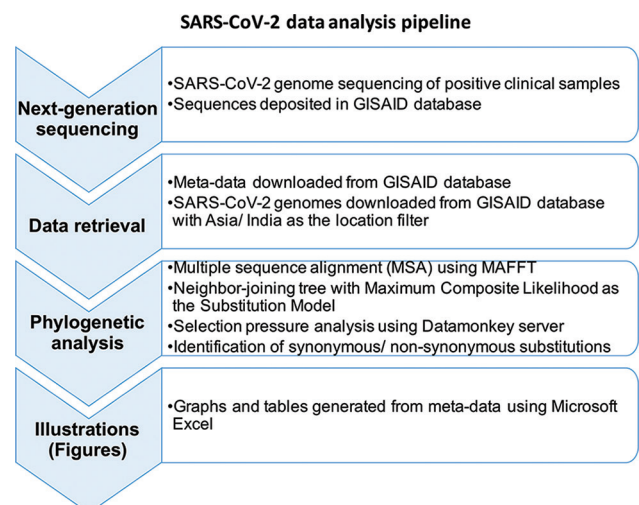 SARS-CoV-2 data analysis pipeline
Next-generation
sequencing
•SARS-CoV-2 genome sequencing of positive clinical samples
•Sequences deposited in GISAID database
Data retrieval
•Meta-data downloaded from GISAID database
•SARS-CoV-2 genomes downloaded from GISAID database
with Asia/ India as the location filter
Phylogenetic
analysis
•Multiple sequence alignment (MSA) using MAFFT
•Neighbor-joining tree with Maximum Composite Likelihood as
the Substitution Model
•Selection pressure analysis using Datamonkey server
•Identification of synonymous/ non-synonymous substitutions
Illustrations
(Figures)
•Graphs and tables generated from meta-data using Microsoft
Excel